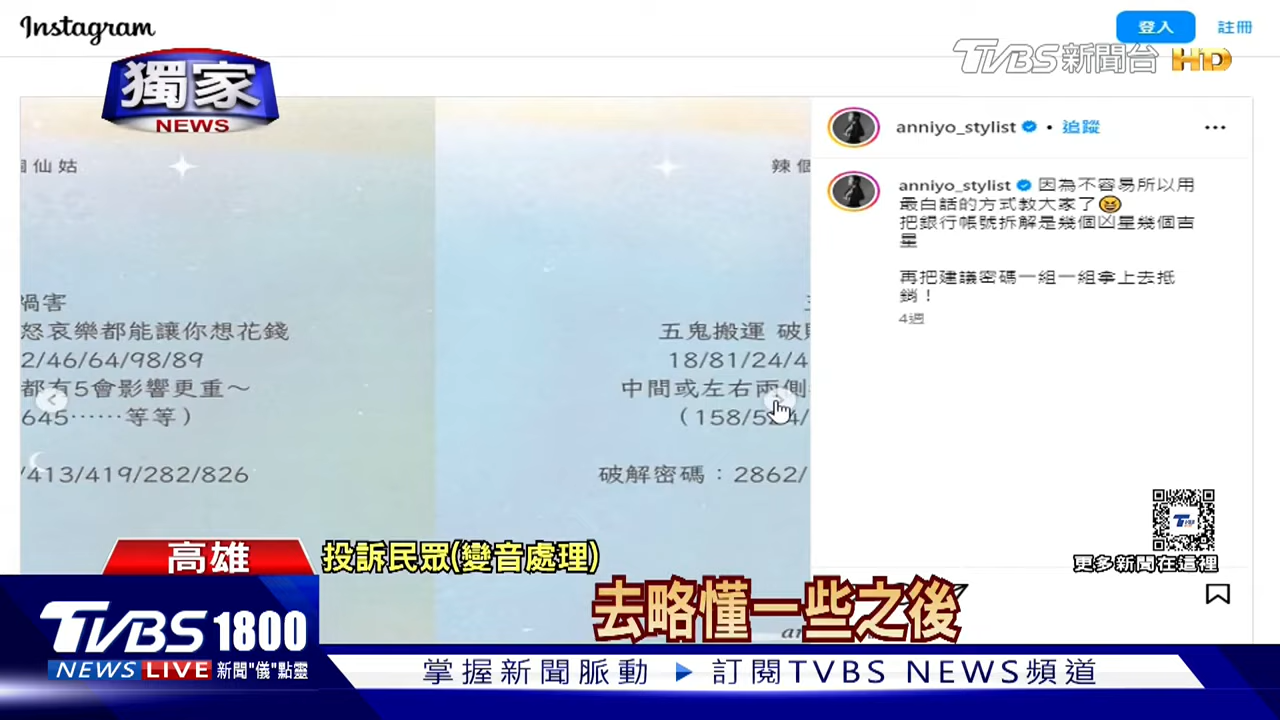 Instagram
登入
註冊
TVBS新聞台 HD
獨家
NEWS
anniyo_stylist • 追蹤
仙姑
辣個
anniyo_stylist 因為不容易所以用
最白話的方式教大家了😆
把銀行帳號拆解是幾個凶星幾個吉
星
再把建議密碼一組一組拿上去抵
銷！
4週
禍害
怒哀樂都能讓你想花錢
2/46/64/98/89
都有5會影響更重～
645⋯⋯等等）
/413/419/282/826
五鬼搬運 破
18/81/24/4
中間或左右兩側
（158/524/
破解密碼：2862/
更多新聞在這裡
高雄
投訴民眾(變音處理)
去略懂一些之後
TVBS 1800
NEWS LIVE 新聞"儀"點靈
掌握新聞脈動 ▶ 訂閱TVBS NEWS頻道